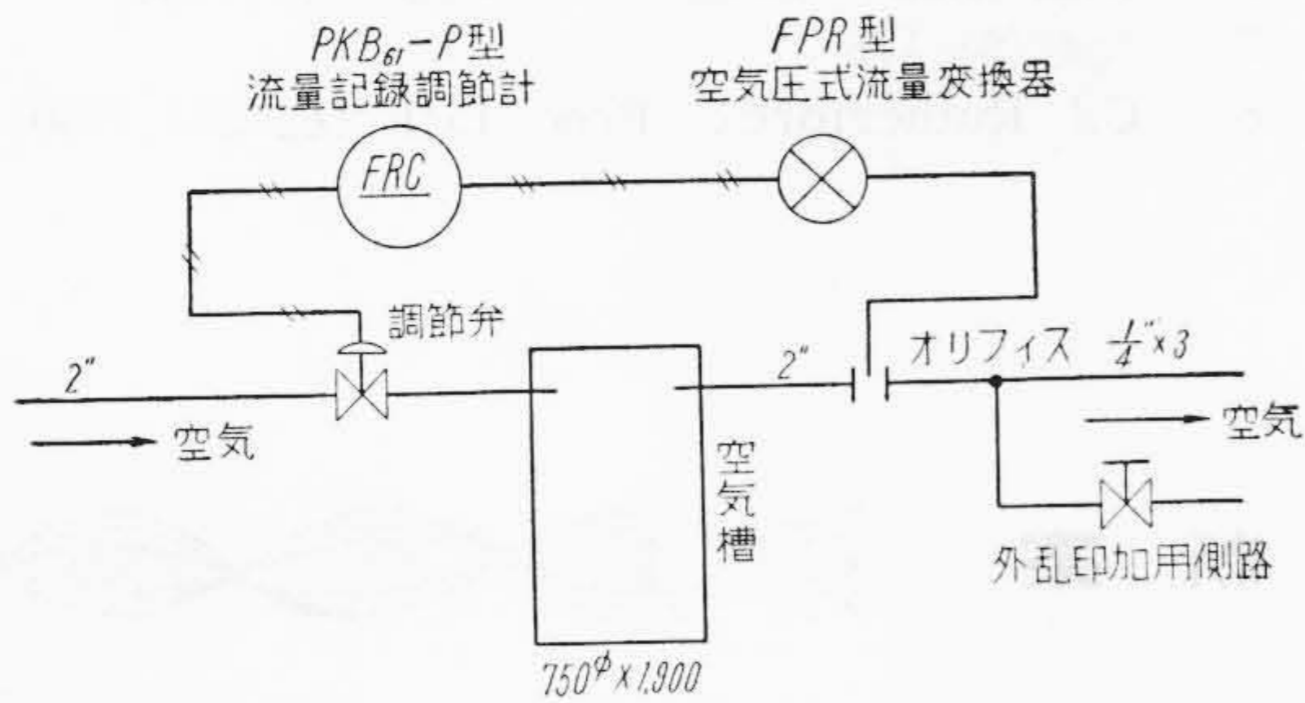 PKB₆₁-P型
流量記録調節計
FPR型
空気圧式流量変換器
FRC
調節弁
2"
空気
2"
オリフィス 1/4"×3
空気
空気槽
外乱印加用側路
750φ×1,900